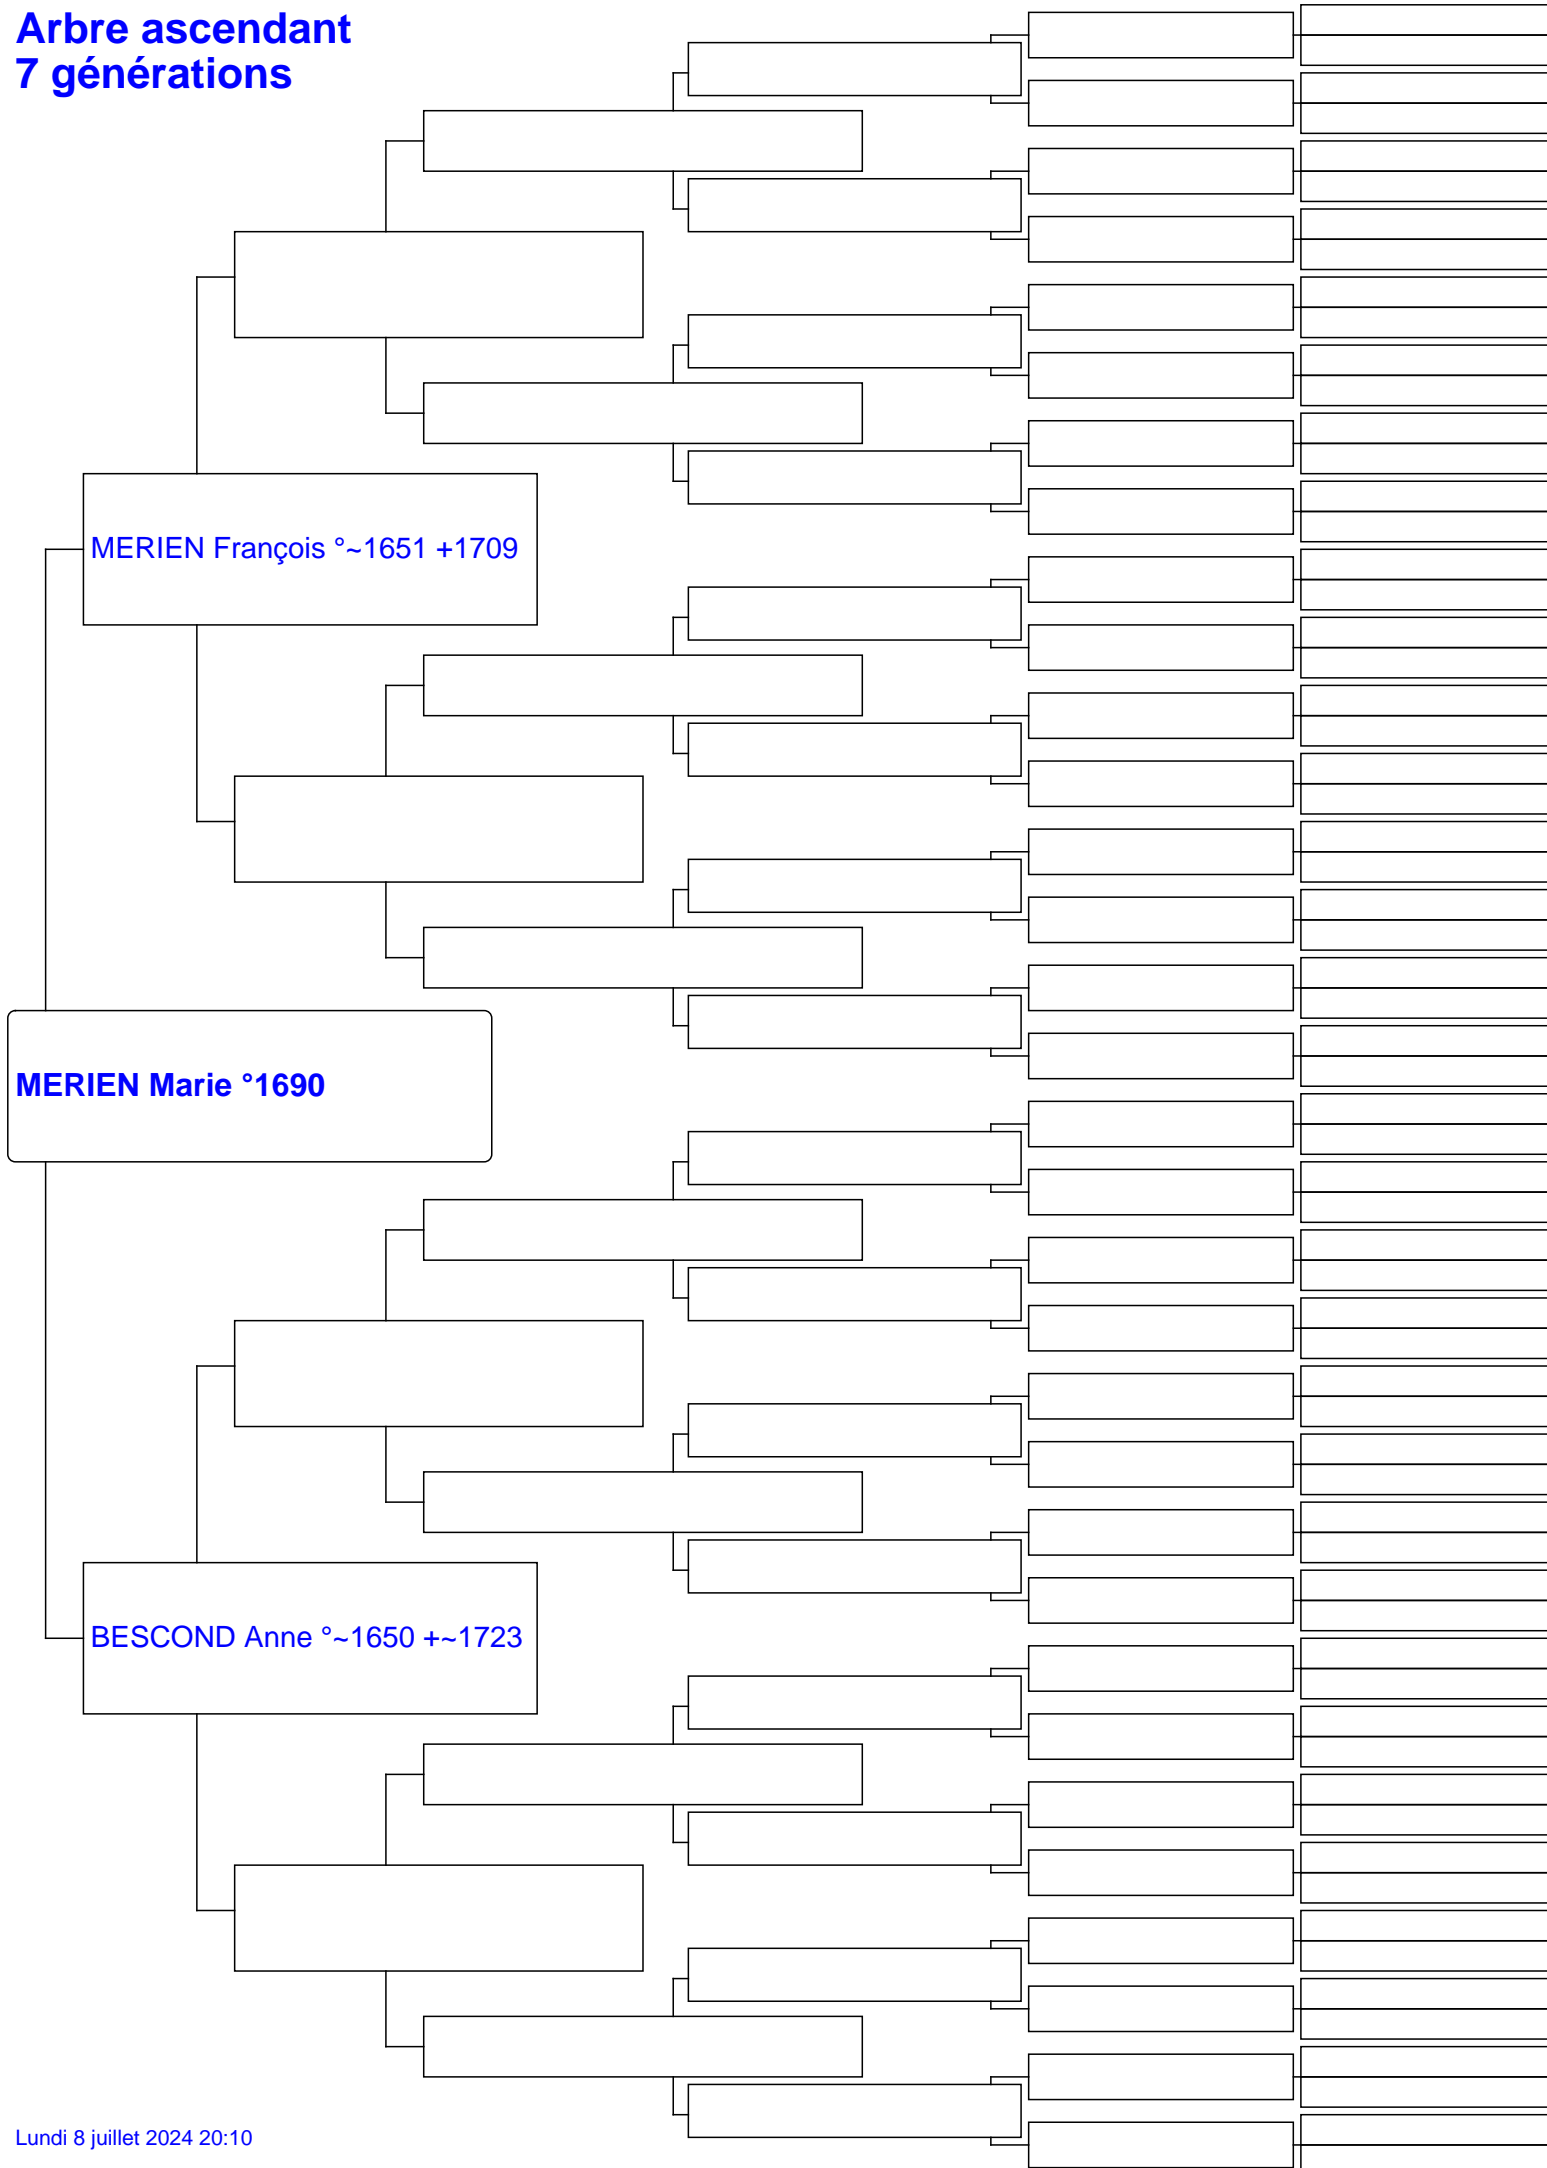 Arbre ascendant
7 générations
MERIEN François °~1651 +1709
MERIEN Marie °1690
BESCOND Anne °~1650 +~1723
Lundi 8 juillet 2024 20:10